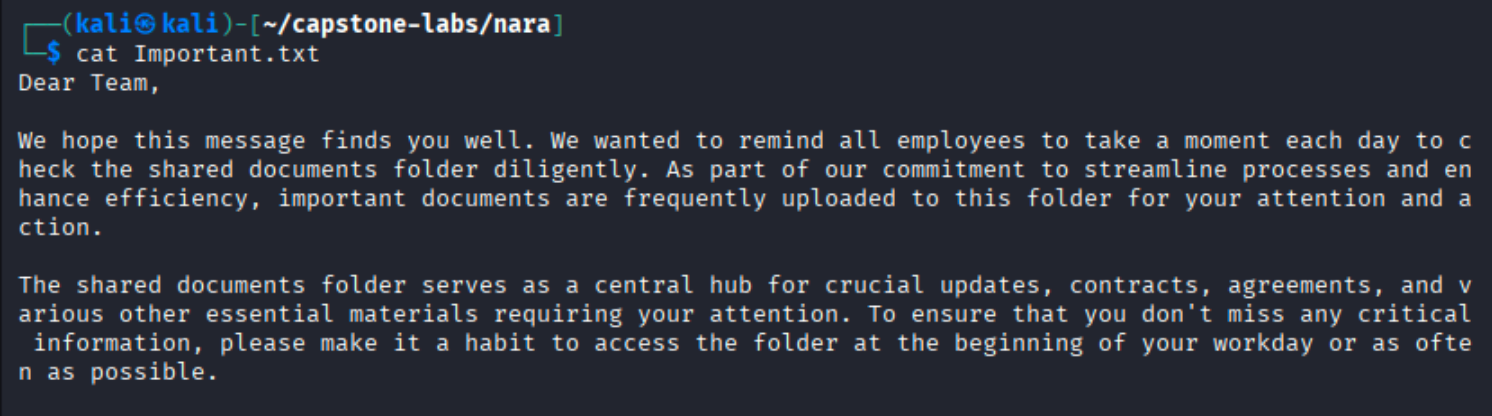 ┌──(kali㉿kali)-[~/capstone-labs/nara]
└─$ cat Important.txt
Dear Team,

We hope this message finds you well. We wanted to remind all employees to take a moment each day to c
heck the shared documents folder diligently. As part of our commitment to streamline processes and en
hance efficiency, important documents are frequently uploaded to this folder for your attention and a
ction.

The shared documents folder serves as a central hub for crucial updates, contracts, agreements, and v
arious other essential materials requiring your attention. To ensure that you don't miss any critical
 information, please make it a habit to access the folder at the beginning of your workday or as ofte
n as possible.